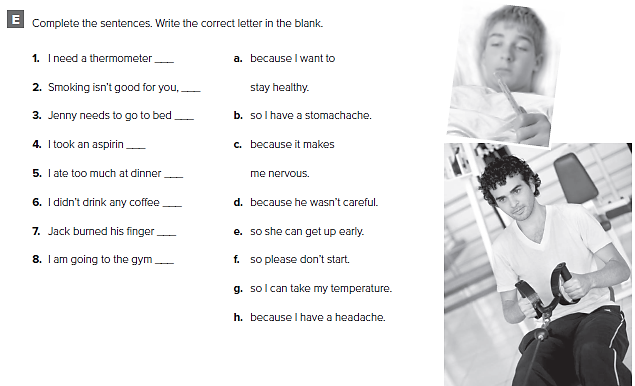 E Complete the sentences. Write the correct letter in the blank.
1. I need a thermometer ____
2. Smoking isn't good for you, ____
3. Jenny needs to go to bed ____
4. I took an aspirin ____
5. I ate too much at dinner ____
6. I didn't drink any coffee ____
7. Jack burned his finger ____
8. I am going to the gym ____
a. because I want to
stay healthy.
b. so I have a stomachache.
c. because it makes
me nervous.
d. because he wasn't careful.
e. so she can get up early.
f. so please don't start.
g. so I can take my temperature.
h. because I have a headache.